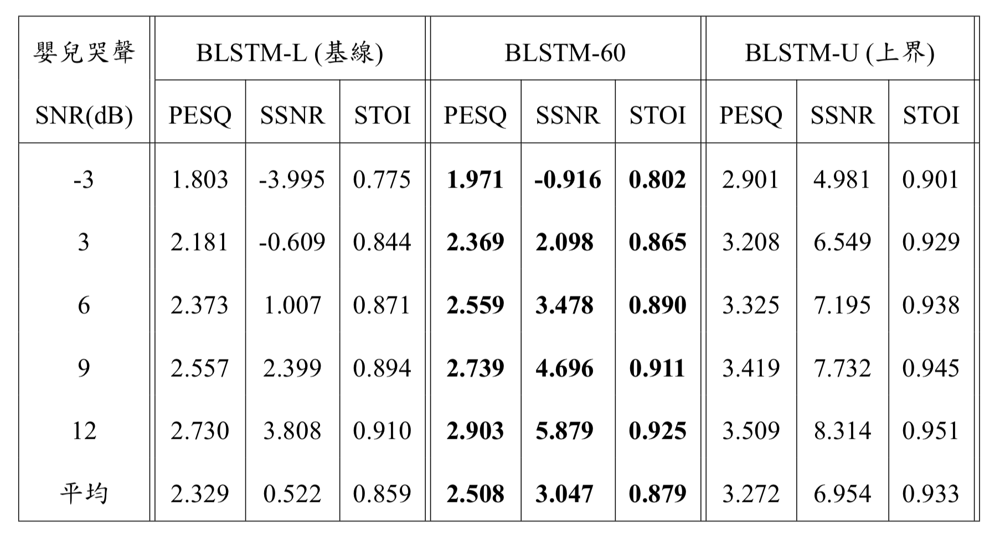 嬰兒哭聲 BLSTM-L (基線) BLSTM-60 BLSTM-U (上界)
SNR(dB) PESQ SSNR STOI PESQ SSNR STOI PESQ SSNR STOI
-3 1.803 -3.995 0.775 1.971 -0.916 0.802 2.901 4.981 0.901
3 2.181 -0.609 0.844 2.369 2.098 0.865 3.208 6.549 0.929
6 2.373 1.007 0.871 2.559 3.478 0.890 3.325 7.195 0.938
9 2.557 2.399 0.894 2.739 4.696 0.911 3.419 7.732 0.945
12 2.730 3.808 0.910 2.903 5.879 0.925 3.509 8.314 0.951
平均 2.329 0.522 0.859 2.508 3.047 0.879 3.272 6.954 0.933